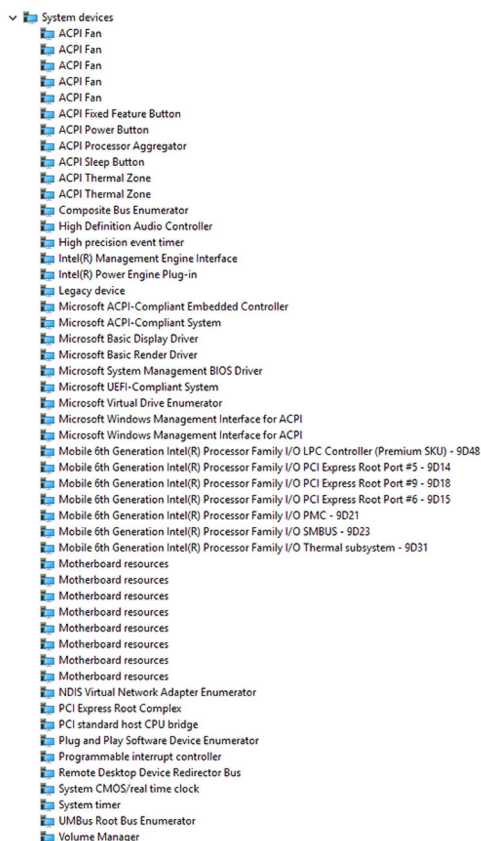 System devices
ACPI Fan
ACPI Fan
ACPI Fan
ACPI Fan
ACPI Fan
ACPI Fixed Feature Button
ACPI Power Button
ACPI Processor Aggregator
ACPI Sleep Button
ACPI Thermal Zone
ACPI Thermal Zone
Composite Bus Enumerator
High Definition Audio Controller
High precision event timer
Intel(R) Management Engine Interface
Intel(R) Power Engine Plug-in
Legacy device
Microsoft ACPI-Compliant Embedded Controller
Microsoft ACPI-Compliant System
Microsoft Basic Display Driver
Microsoft Basic Render Driver
Microsoft System Management BIOS Driver
Microsoft UEFI-Compliant System
Microsoft Virtual Drive Enumerator
Microsoft Windows Management Interface for ACPI
Microsoft Windows Management Interface for ACPI
Mobile 6th Generation Intel(R) Processor Family I/O LPC Controller (Premium SKU) - 9D48
Mobile 6th Generation Intel(R) Processor Family I/O PCI Express Root Port #5 - 9D14
Mobile 6th Generation Intel(R) Processor Family I/O PCI Express Root Port #9 - 9D18
Mobile 6th Generation Intel(R) Processor Family I/O PCI Express Root Port #6 - 9D15
Mobile 6th Generation Intel(R) Processor Family I/O PMC - 9D21
Mobile 6th Generation Intel(R) Processor Family I/O SMBUS - 9D23
Mobile 6th Generation Intel(R) Processor Family I/O Thermal subsystem - 9D31
Motherboard resources
Motherboard resources
Motherboard resources
Motherboard resources
Motherboard resources
Motherboard resources
Motherboard resources
Motherboard resources
NDIS Virtual Network Adapter Enumerator
PCI Express Root Complex
PCI standard host CPU bridge
Plug and Play Software Device Enumerator
Programmable interrupt controller
Remote Desktop Device Redirector Bus
System CMOS/real time clock
System timer
UMBus Root Bus Enumerator
Volume Manager